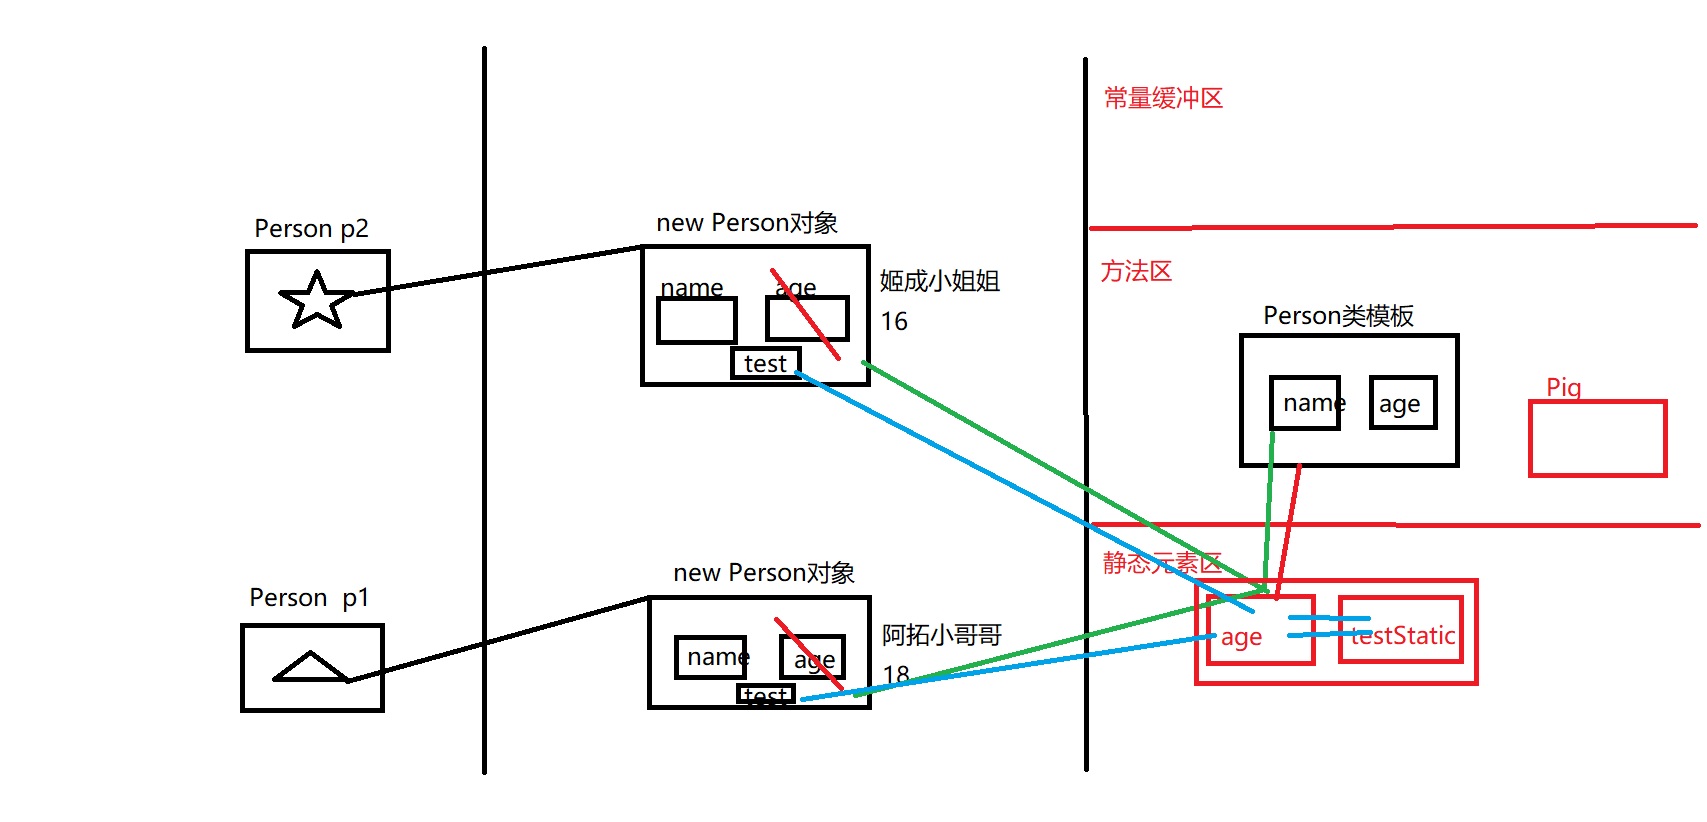 常量缓冲区
Person p2
new Person对象
name
age
test
姬成小姐姐
16
方法区
Person类模板
name
age
Pig
静态元素区
age
testStatic
Person p1
new Person对象
name
age
test
阿拓小哥哥
18